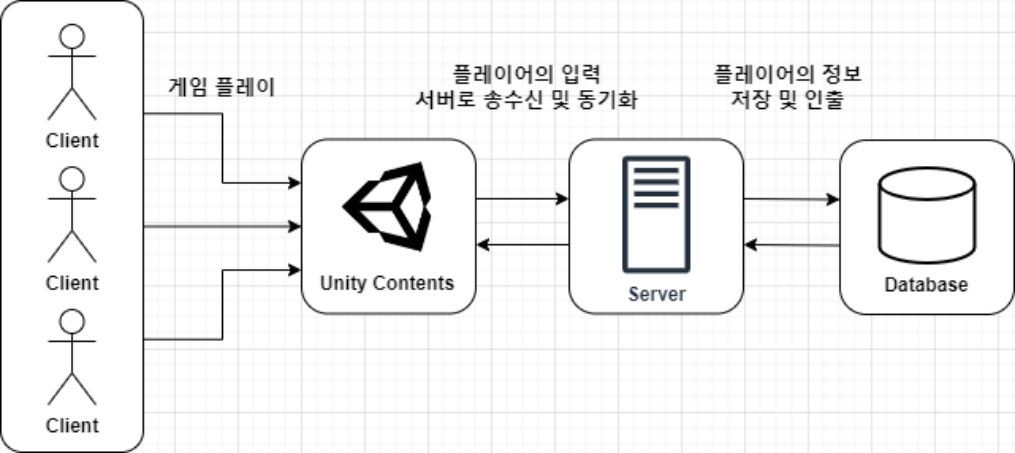 게임 플레이
플레이어의 입력
서버로 송수신 및 동기화
플레이어의 정보
저장 및 인출
Client
Client
Client
Unity Contents
Server
Database